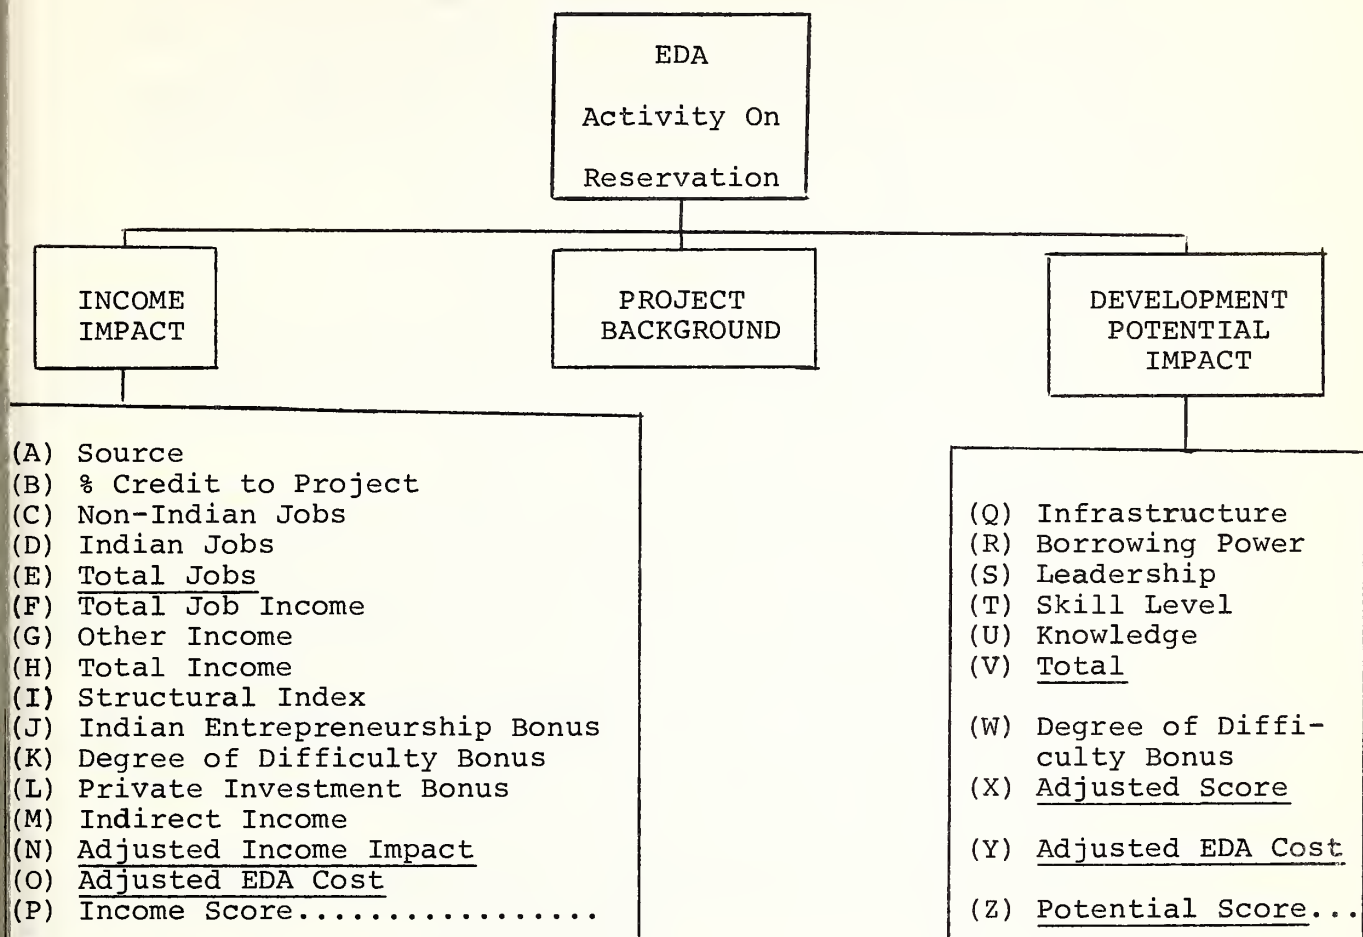 EDA
Activity On
Reservation
INCOME
IMPACT
PROJECT
BACKGROUND
DEVELOPMENT
POTENTIAL
IMPACT
(A) Source
(B) % Credit to Project
(C) Non-Indian Jobs
(D) Indian Jobs
(E) Total Jobs
(F) Total Job Income
(G) Other Income
(H) Total Income
(I) Structural Index
(J) Indian Entrepreneurship Bonus
(K) Degree of Difficulty Bonus
(L) Private Investment Bonus
(M) Indirect Income
(N) Adjusted Income Impact
(O) Adjusted EDA Cost
(P) Income Score.................
(Q) Infrastructure
(R) Borrowing Power
(S) Leadership
(T) Skill Level
(U) Knowledge
(V) Total
(W) Degree of Diffi-
culty Bonus
(X) Adjusted Score
(Y) Adjusted EDA Cost
(Z) Potential Score...